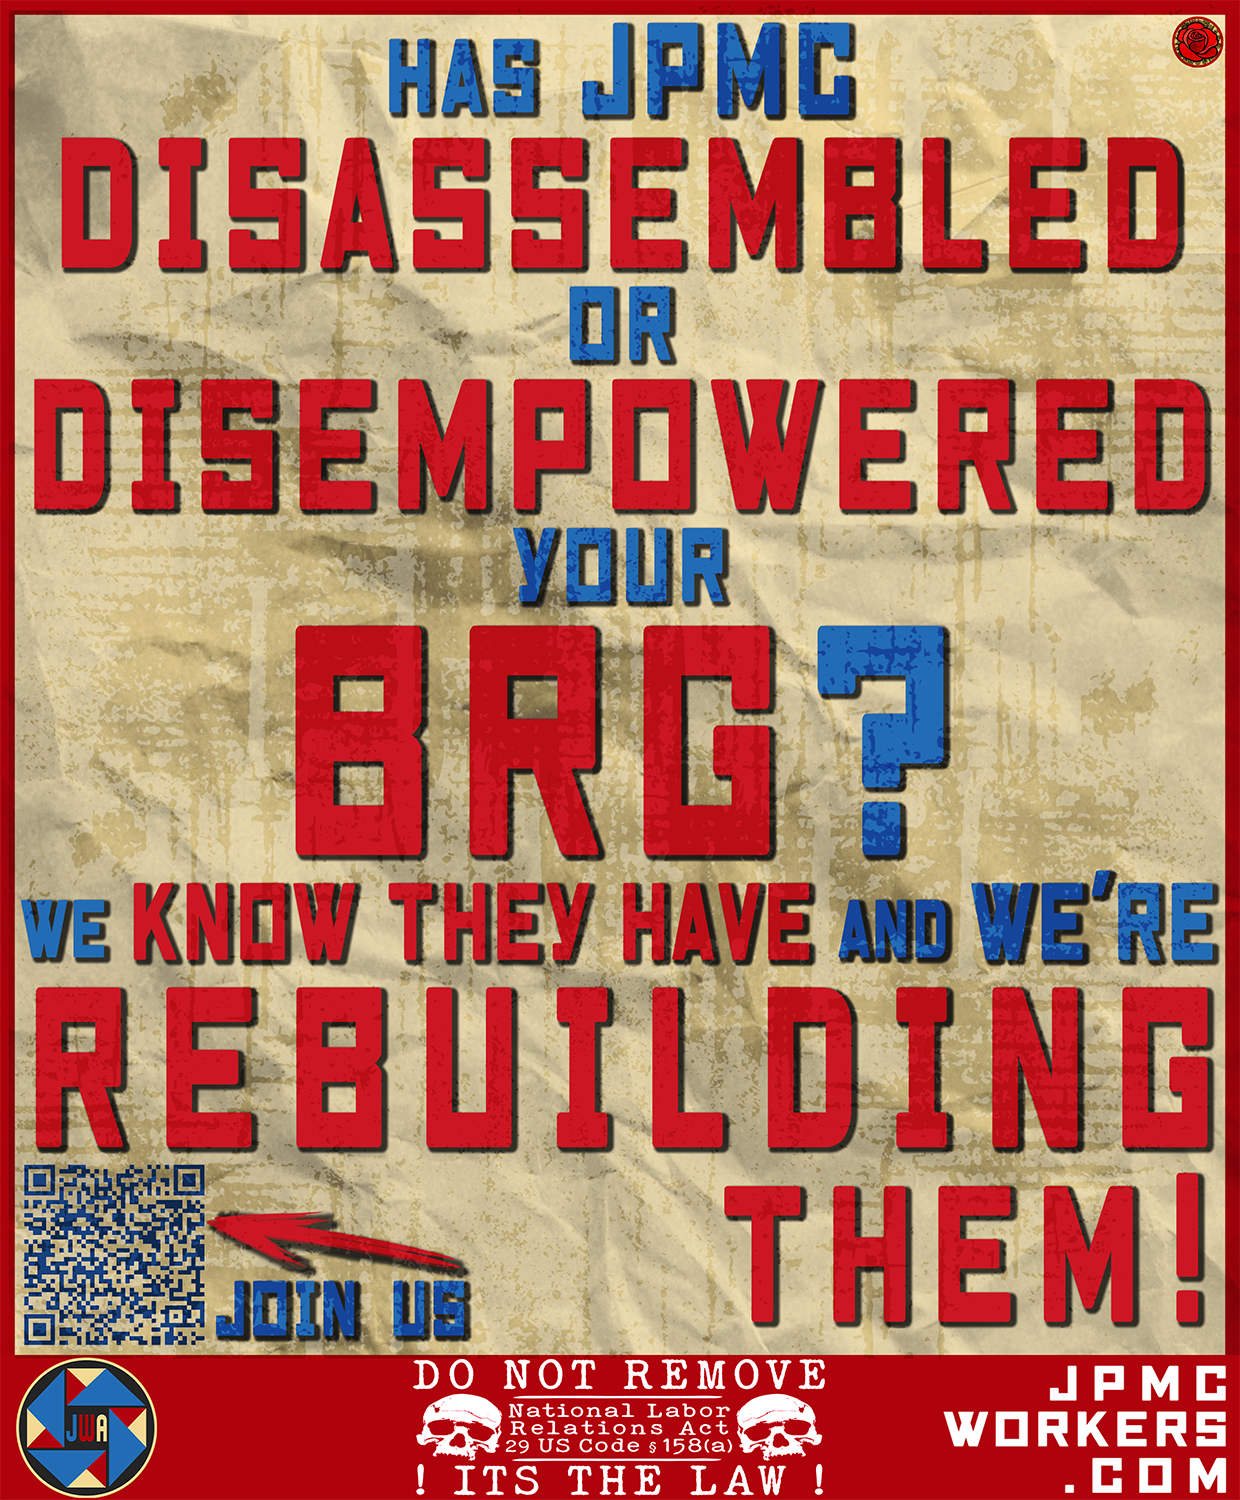 HAS JPMC
DISASSEMBLED
OR
DISEMPOWERED
YOUR
BRG?
WE KNOW THEY HAVE AND WE'RE
REBUILDING
THEM!
JOIN US
JWA
DO NOT REMOVE
National Labor
Relations Act
29 US Code § 158(a)
! ITS THE LAW !
JPMC
WORKERS
.COM